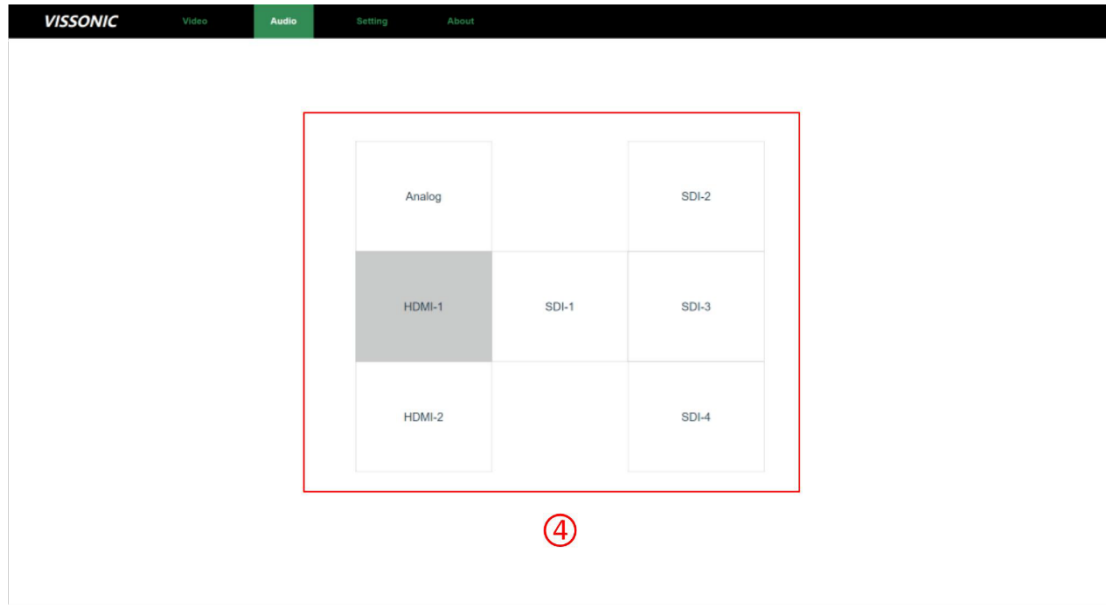 VISSONIC Video Audio Setting About
Analog SDI-2
HDMI-1 SDI-1 SDI-3
HDMI-2 SDI-4
④